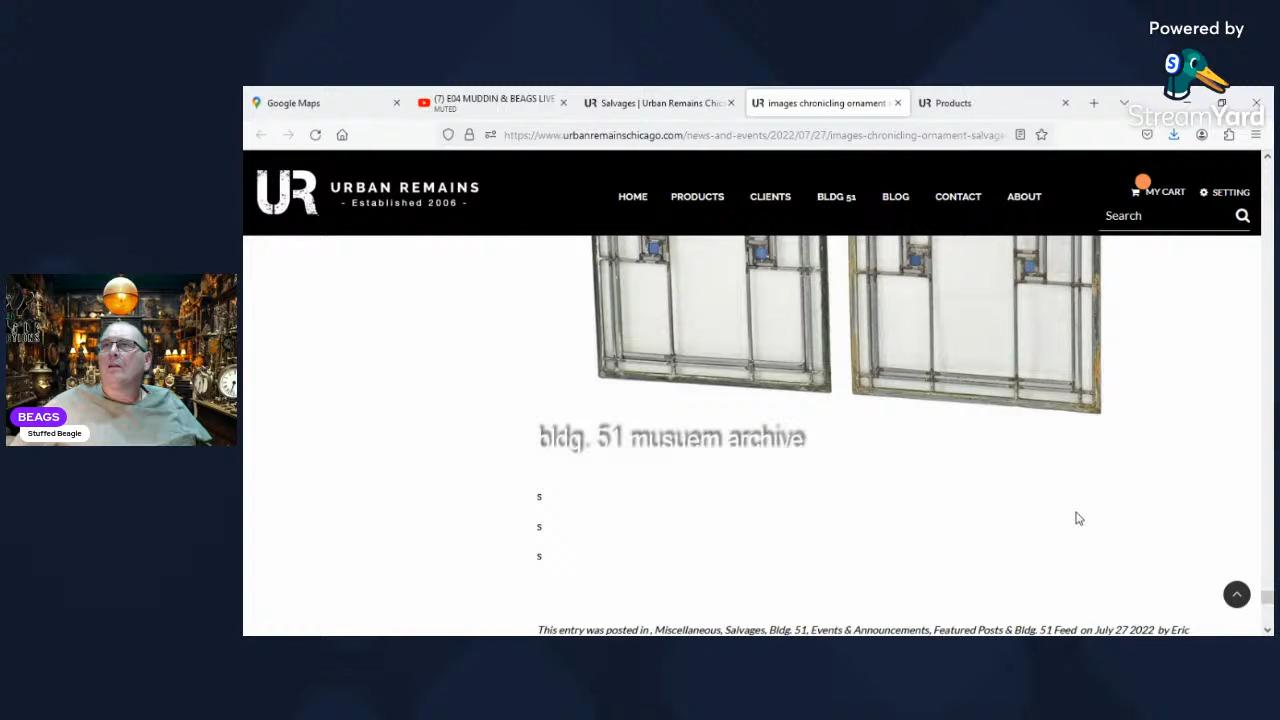 Powered by
StreamYard
Google Maps
(7) E04 MUDDIN & BEAGS LIVE
MUTED
UR Salvages | Urban Remains Chic
UR images chronicling ornament
UR Products
https://www.urbanremainschicago.com/news-and-events/2022/07/27/images-chronicling-ornament-salvage
UR URBAN REMAINS
- Established 2006 -
HOME PRODUCTS CLIENTS BLDG 51 BLOG CONTACT ABOUT
MY CART SETTING
Search
bldg. 51 musuem archive
s
s
s
This entry was posted in , Miscellaneous, Salvages, Bldg. 51, Events & Announcements, Featured Posts & Bldg. 51 Feed on July 27 2022 by Eric
BEAGS
Stuffed Beagle